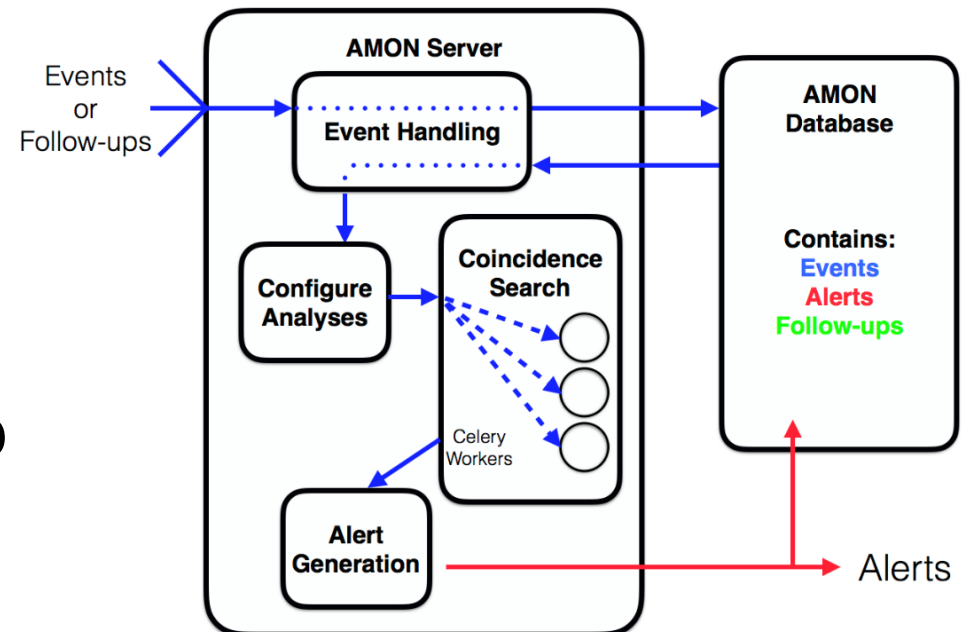 AMON Server
Events
or
Follow-ups
Event Handling
AMON
Database
Contains:
Events
Alerts
Follow-ups
Configure
Analyses
Coincidence
Search
Celery
Workers
Alert
Generation
Alerts